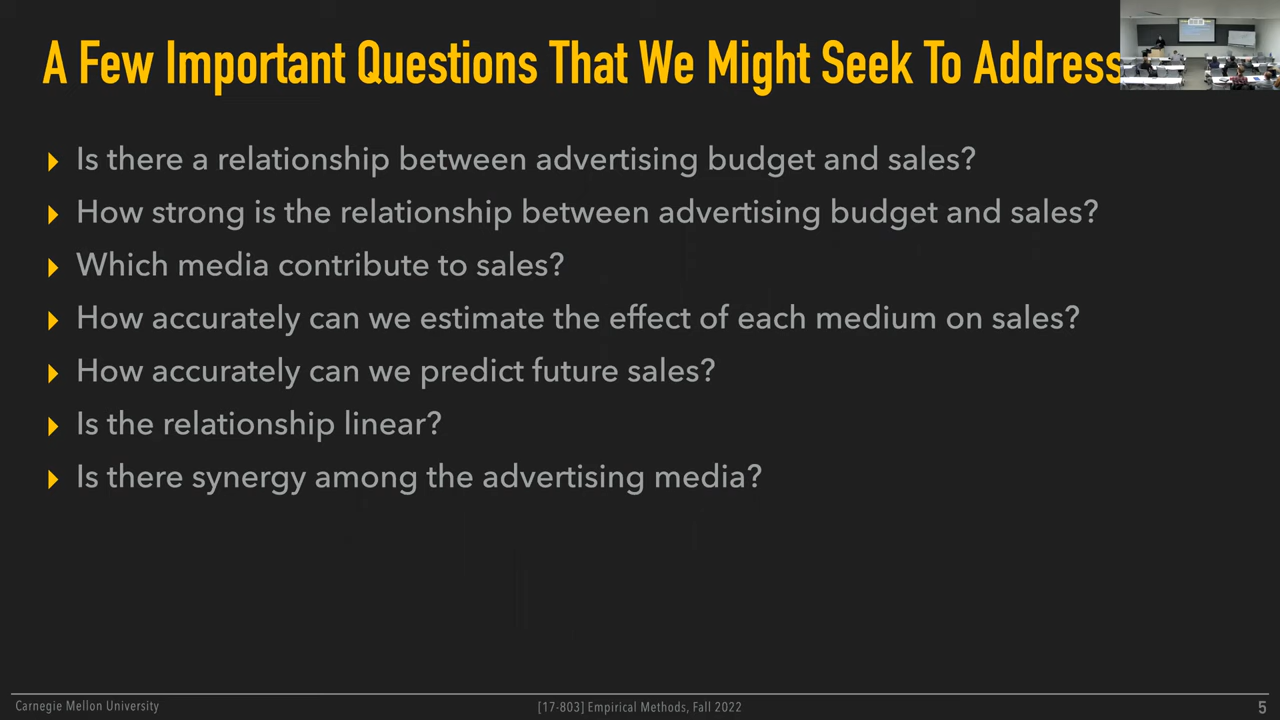 A Few Important Questions That We Might Seek To Address
Is there a relationship between advertising budget and sales?
How strong is the relationship between advertising budget and sales?
Which media contribute to sales?
How accurately can we estimate the effect of each medium on sales?
How accurately can we predict future sales?
Is the relationship linear?
Is there synergy among the advertising media?
Carnegie Mellon University
[17-803] Empirical Methods, Fall 2022
5